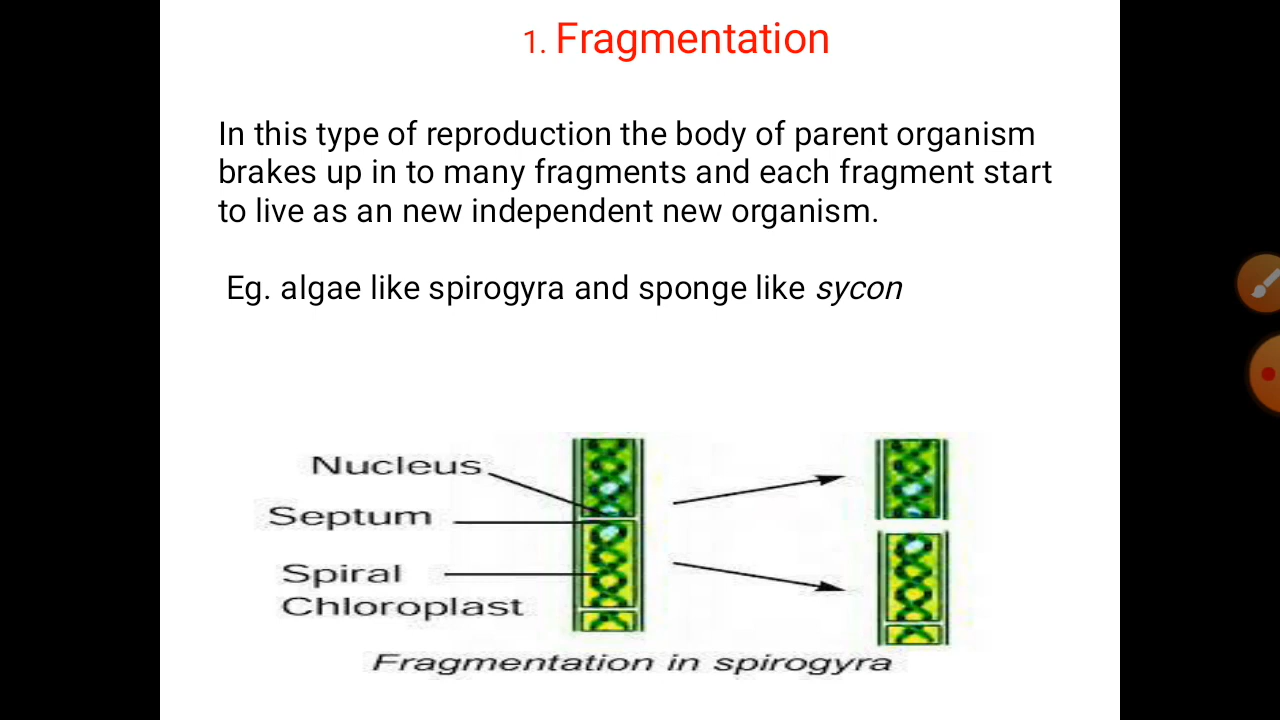 1. Fragmentation
In this type of reproduction the body of parent organism
brakes up in to many fragments and each fragment start
to live as an new independent new organism.
Eg. algae like spirogyra and sponge like sycon
Nucleus
Septum
Spiral
Chloroplast
Fragmentation in spirogyra